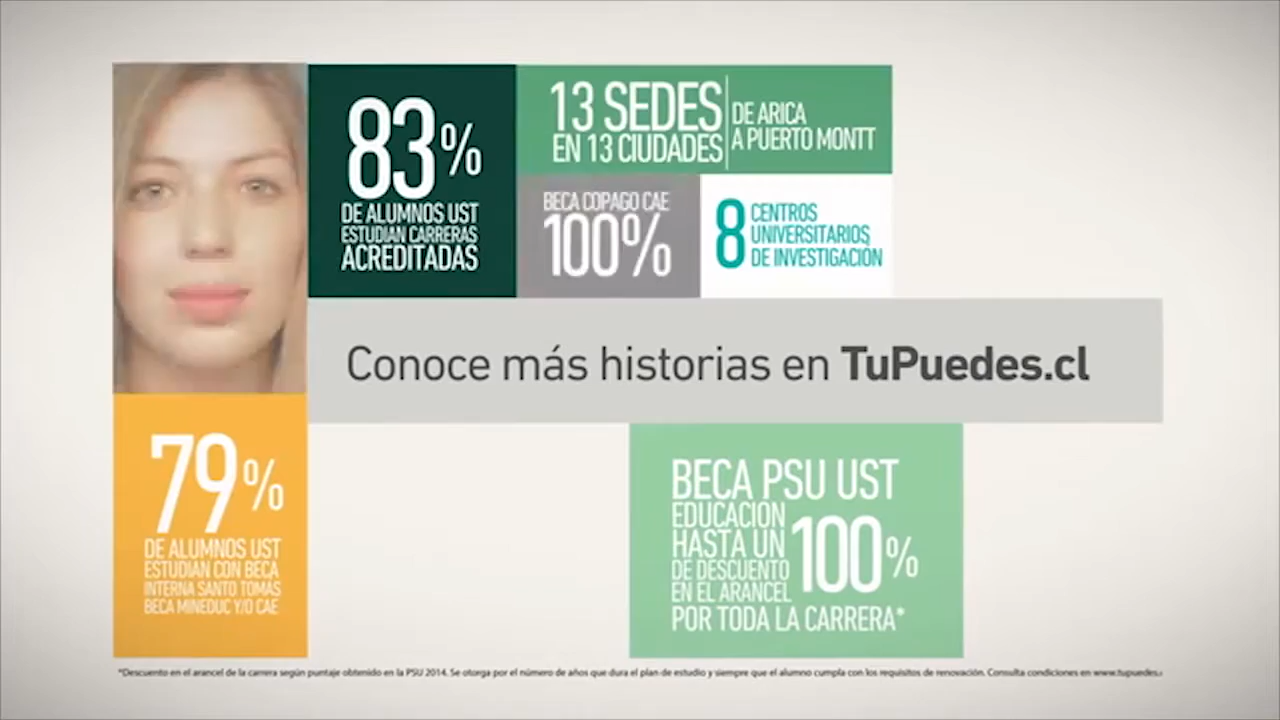 83%
DE ALUMNOS UST
ESTUDIAN CARRERAS
ACREDITADAS
13 SEDES
EN 13 CIUDADES
DE ARICA
A PUERTO MONTT
BECA COPAGO CAE
100%
8
CENTROS
UNIVERSITARIOS
DE INVESTIGACIÓN
Conoce más historias en TuPuedes.cl
79%
DE ALUMNOS UST
ESTUDIAN CON BECA
INTERNA SANTO TOMÁS
BECA MINEDUC Y/O CAE
BECA PSU UST
EDUCACION
HASTA UN
DE DESCUENTO
EN EL ARANCEL
100%
POR TODA LA CARRERA*
*Descuento en el arancel de la carrera según puntaje obtenido en la PSU 2014. Se otorga por el número de años que dura el plan de estudio y siempre que el alumno cumpla con los requisitos de renovación. Consulta condiciones en www.tupuedes.c